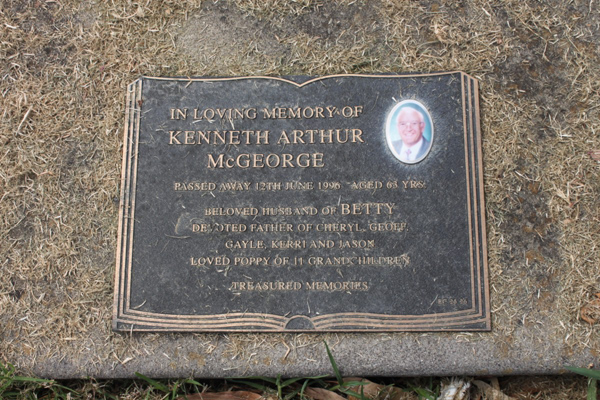 IN LOVING MEMORY OF
KENNETH ARTHUR
McGEORGE
PASSED AWAY 12TH JUNE 1996 AGED 63 YRS
BELOVED HUSBAND OF BETTY
DEVOTED FATHER OF CHERYL, GEOFF,
GAYLE, KERRI AND JASON
LOVED POPPY OF 11 GRANDCHILDREN
TREASURED MEMORIES